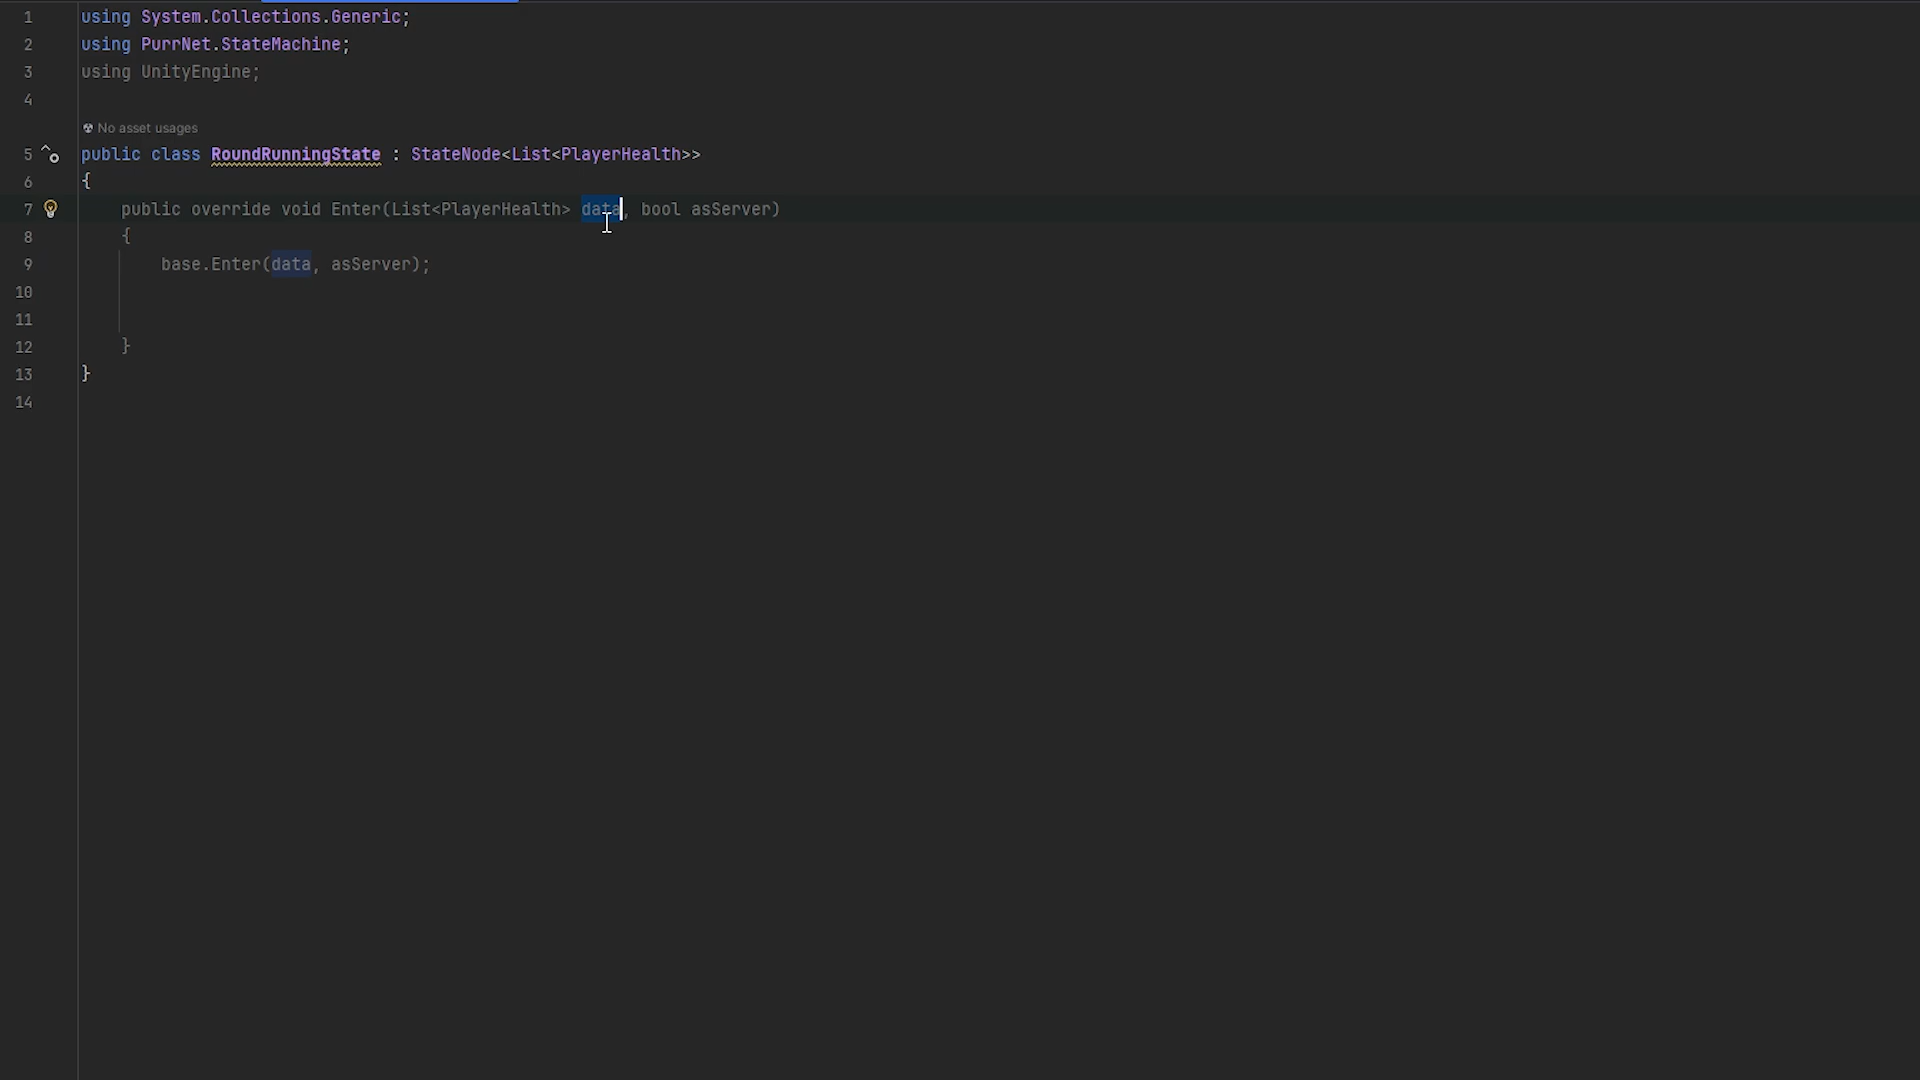 1 using System.Collections.Generic;
2 using PurrNet.StateMachine;
3 using UnityEngine;
4
No asset usages
5 public class RoundRunningState : StateNode<List<PlayerHealth>>
6 {
7 public override void Enter(List<PlayerHealth> data, bool asServer)
8 {
9 base.Enter(data, asServer);
10
11
12 }
13 }
14